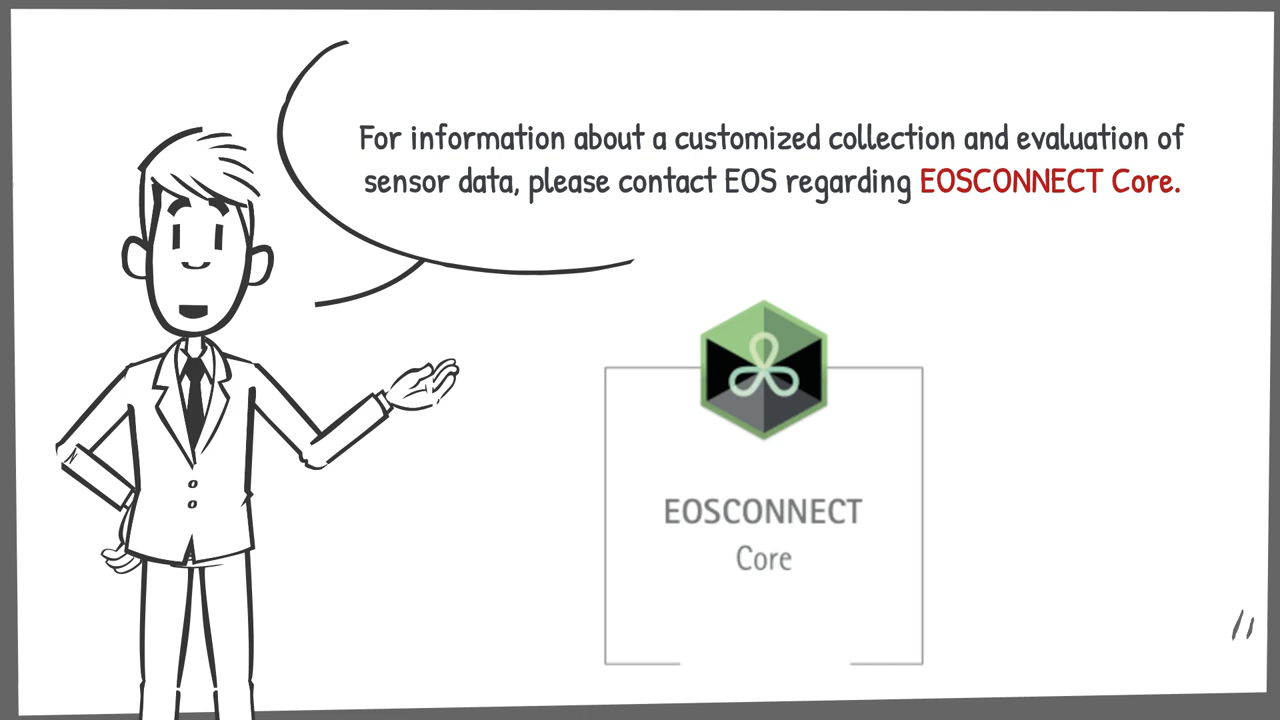 For information about a customized collection and evaluation of
sensor data, please contact EOS regarding EOSCONNECT Core.
EOSCONNECT
Core